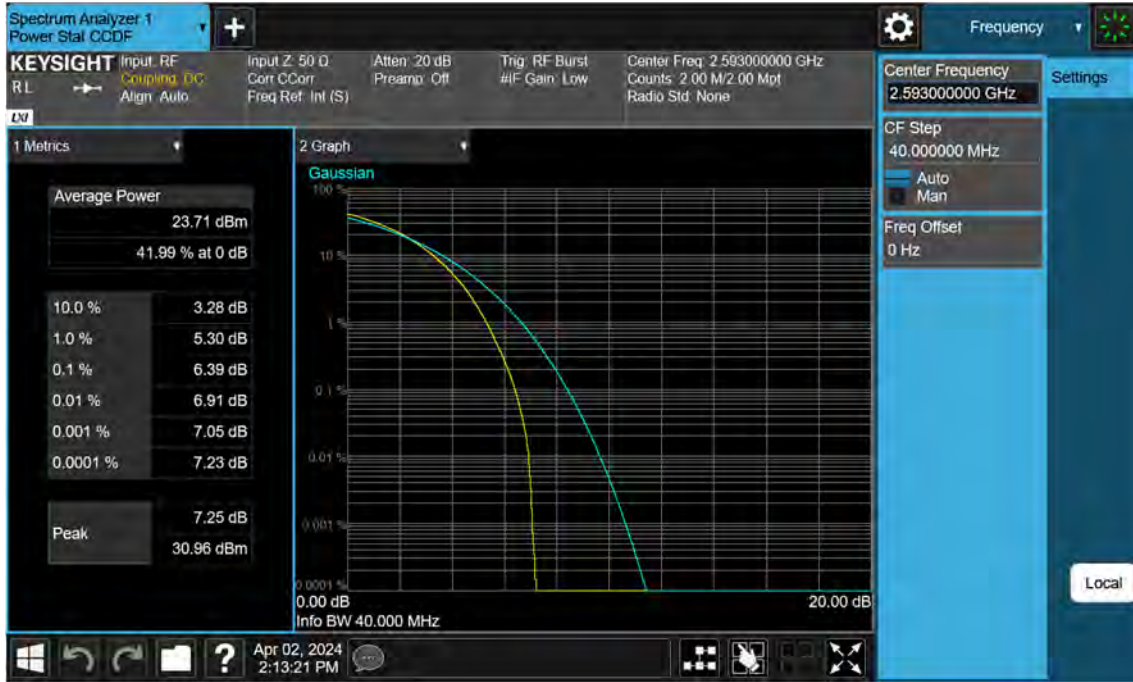 Spectrum Analyzer 1
Power Stat CCDF
+
Frequency
KEYSIGHT
RL
LXI
Input: RF
Coupling: DC
Align: Auto
Input Z: 50 Ω
Corr CCorr
Freq Ref: Int (S)
Atten: 20 dB
Preamp: Off
Trig: RF Burst
#IF Gain: Low
Center Freq: 2.593000000 GHz
Counts: 2.00 M/2.00 Mpt
Radio Std: None
Center Frequency
2.593000000 GHz
Settings
CF Step
40.000000 MHz
Auto
Man
Freq Offset
0 Hz
1 Metrics
Average Power
23.71 dBm
41.99 % at 0 dB
10.0 % 3.28 dB
1.0 % 5.30 dB
0.1 % 6.39 dB
0.01 % 6.91 dB
0.001 % 7.05 dB
0.0001 % 7.23 dB
Peak
7.25 dB
30.96 dBm
2 Graph
Gaussian
100 %
10 %
1 %
0.1 %
0.01 %
0.001 %
0.0001 %
0.00 dB 20.00 dB
Info BW 40.000 MHz
Local
?
Apr 02, 2024
2:13:21 PM